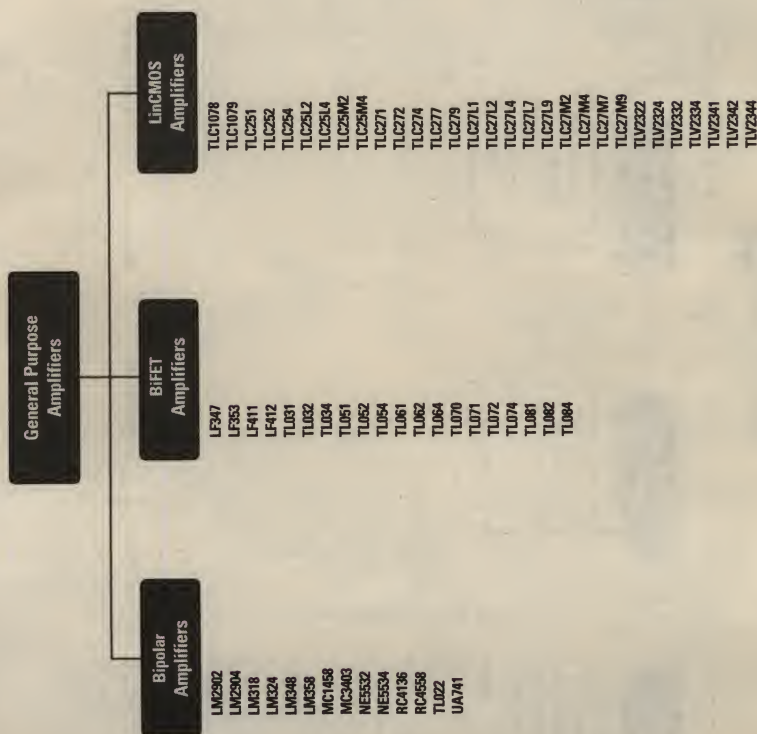 General Purpose
Amplifiers
Bipolar
Amplifiers
LM2902
LM2904
LM318
LM324
LM348
LM358
MC1458
MC3403
NE5532
NE5534
RC4136
RC4558
TL022
UA741
BiFET
Amplifiers
LF347
LF353
LF411
LF412
TL031
TL032
TL034
TL051
TL052
TL054
TL061
TL062
TL064
TL070
TL071
TL072
TL074
TL081
TL082
TL084
LinCMOS
Amplifiers
TLC1078
TLC1079
TLC251
TLC252
TLC254
TLC25L2
TLC25L4
TLC25M2
TLC25M4
TLC271
TLC272
TLC274
TLC277
TLC279
TLC27L1
TLC27L2
TLC27L4
TLC27L7
TLC27L9
TLC27M2
TLC27M4
TLC27M7
TLC27M9
TLV2322
TLV2324
TLV2332
TLV2334
TLV2341
TLV2342
TLV2344